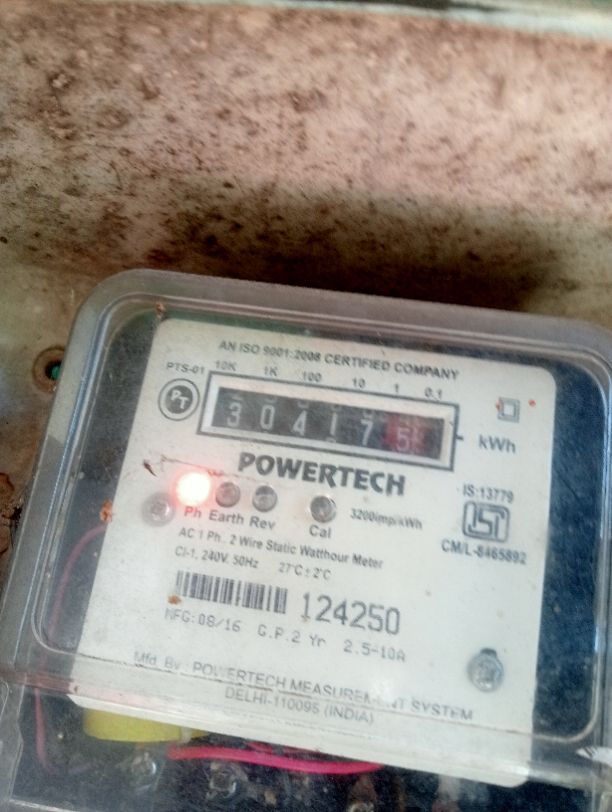 AN ISO 9001:2008 CERTIFIED COMPANY
PTS-01 10K 1K 100 10 1 0.1
PT
3 0 4 1 7 5
kWh
POWERTECH
Ph Earth Rev Cal 3200imp/kWh
IS:13779
ISI
CM/L-8465892
AC 1 Ph., 2 Wire Static Watthour Meter
Cl-1, 240V, 50Hz 27°C±2°C
124250
MFG:08/16 G.P.2 Yr 2.5-10A
Mfd. By : POWERTECH MEASUREMENT SYSTEM
DELHI-110095 (INDIA)